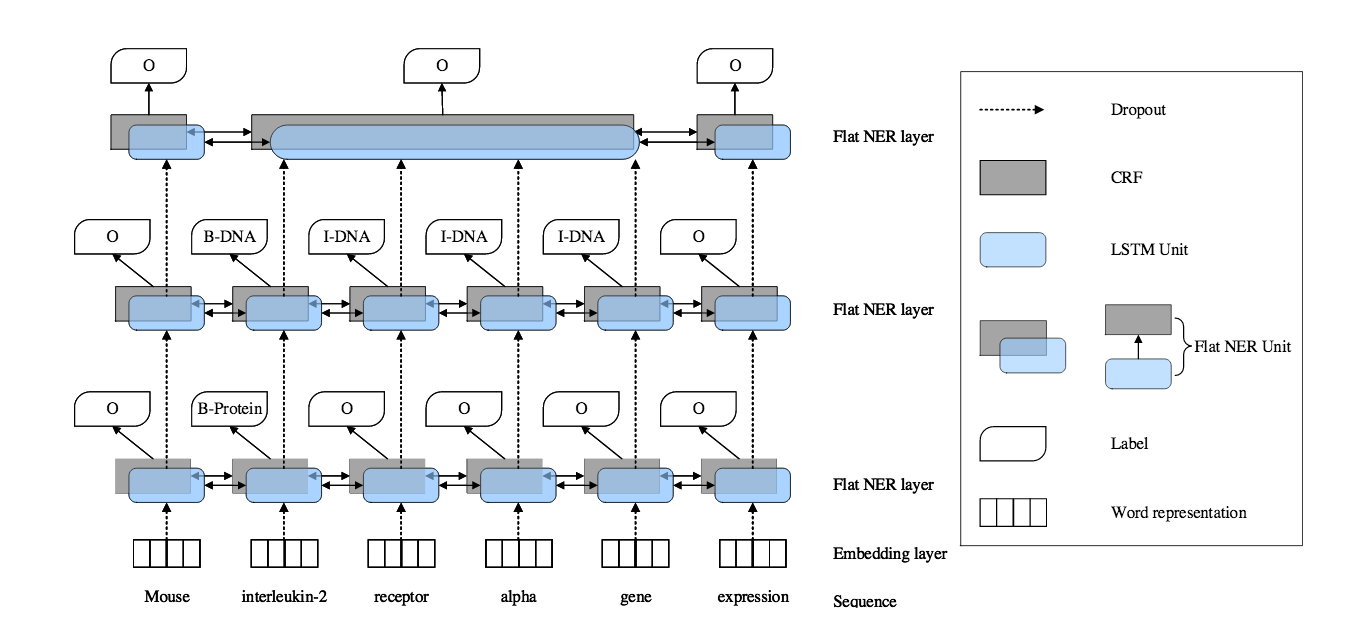 O O O
Flat NER layer
O B-DNA I-DNA I-DNA I-DNA O
Flat NER layer
O B-Protein O O O O
Flat NER layer
Embedding layer
Mouse interleukin-2 receptor alpha gene expression
Sequence
Dropout
CRF
LSTM Unit
Flat NER Unit
Label
Word representation